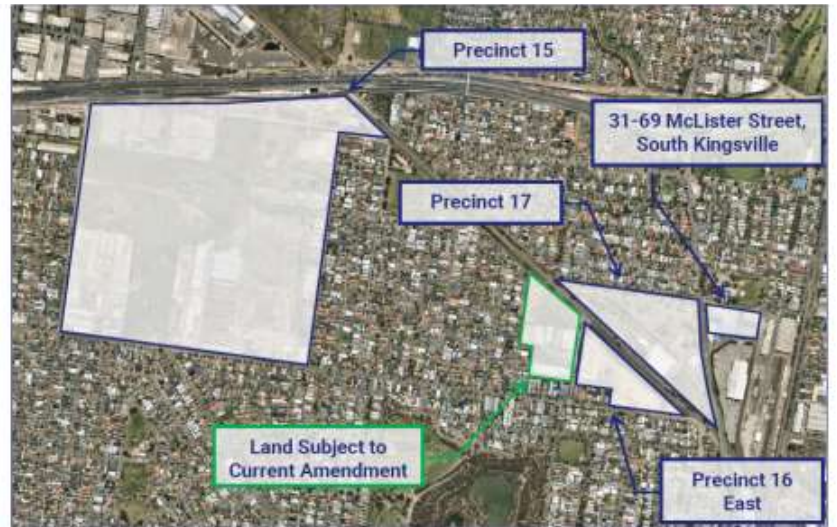 Precinct 15
31-69 McLister Street,
South Kingsville
Precinct 17
Land Subject to
Current Amendment
Precinct 16
East